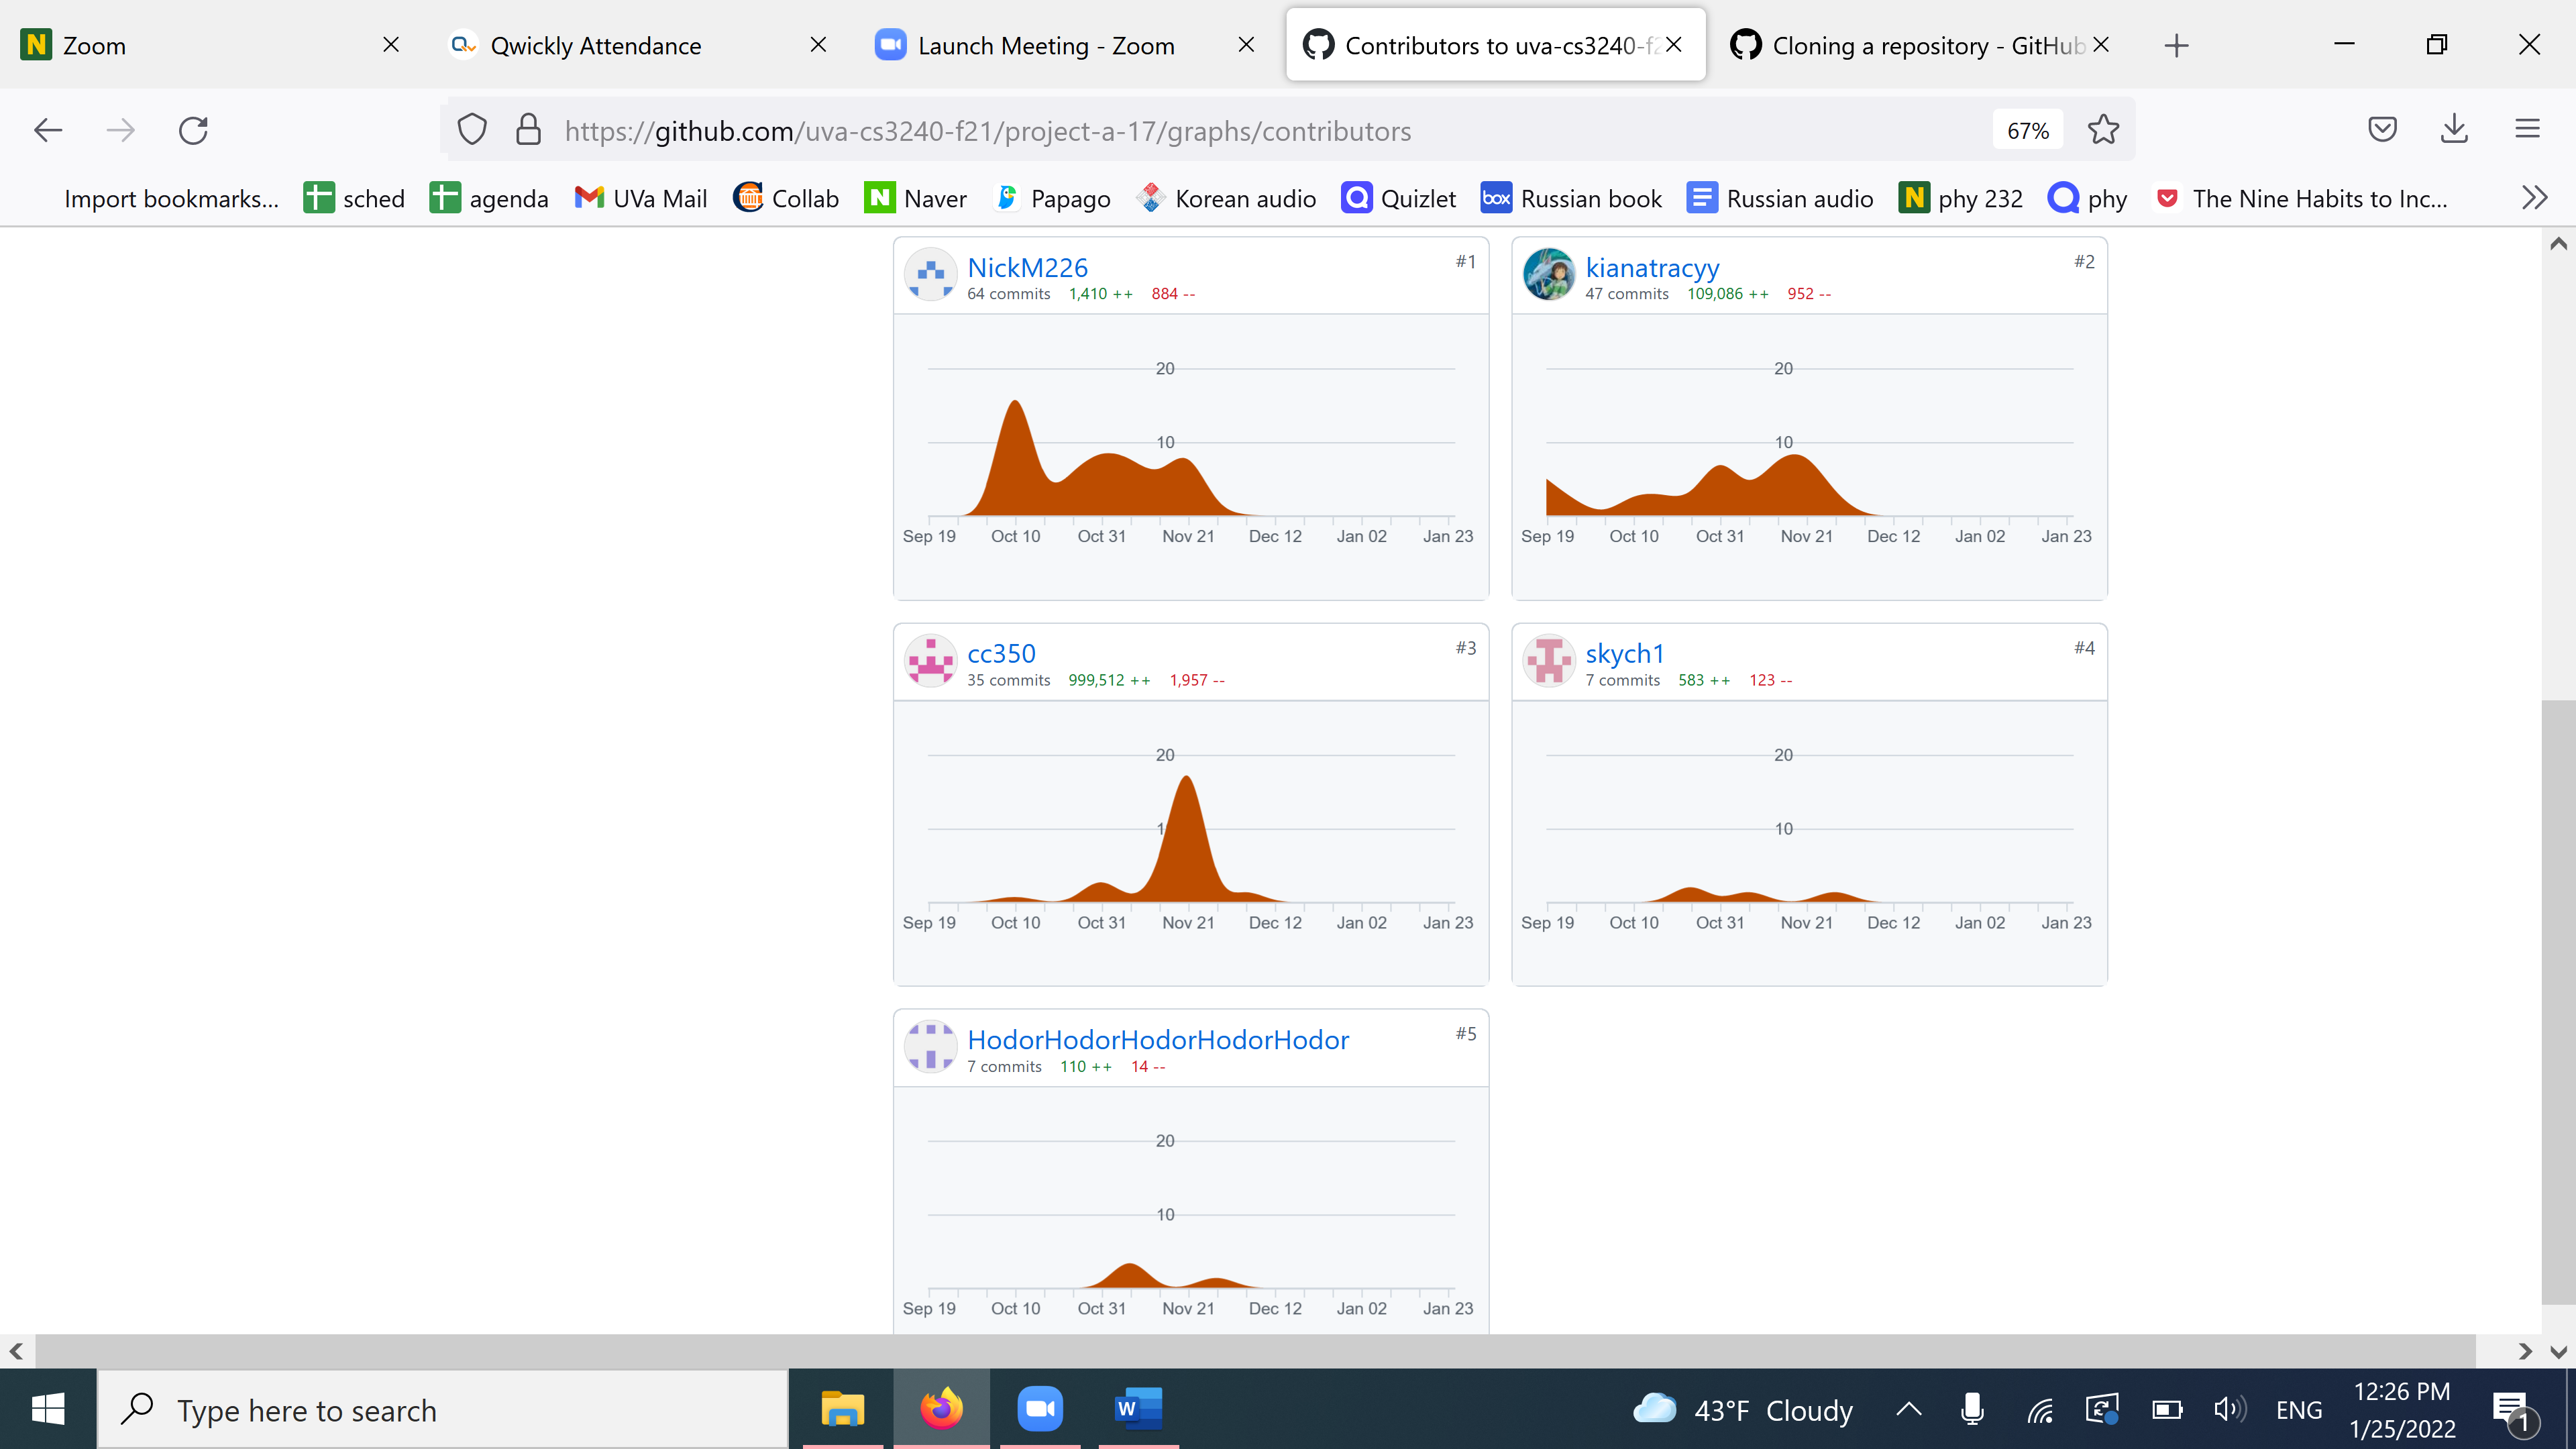 Zoom
Qwickly Attendance
Launch Meeting - Zoom
Contributors to uva-cs3240-f2
Cloning a repository - GitHub
https://github.com/uva-cs3240-f21/project-a-17/graphs/contributors
67%
Import bookmarks... sched agenda UVa Mail Collab Naver Papago Korean audio Quizlet box Russian book Russian audio phy 232 phy The Nine Habits to Inc...
NickM226 #1
64 commits 1,410 ++ 884 --
20
10
Sep 19 Oct 10 Oct 31 Nov 21 Dec 12 Jan 02 Jan 23
kianatracyy #2
47 commits 109,086 ++ 952 --
20
10
Sep 19 Oct 10 Oct 31 Nov 21 Dec 12 Jan 02 Jan 23
cc350 #3
35 commits 999,512 ++ 1,957 --
20
1
Sep 19 Oct 10 Oct 31 Nov 21 Dec 12 Jan 02 Jan 23
skych1 #4
7 commits 583 ++ 123 --
20
10
Sep 19 Oct 10 Oct 31 Nov 21 Dec 12 Jan 02 Jan 23
HodorHodorHodorHodorHodor #5
7 commits 110 ++ 14 --
20
10
Sep 19 Oct 10 Oct 31 Nov 21 Dec 12 Jan 02 Jan 23
Type here to search
43°F Cloudy
ENG
12:26 PM
1/25/2022
1